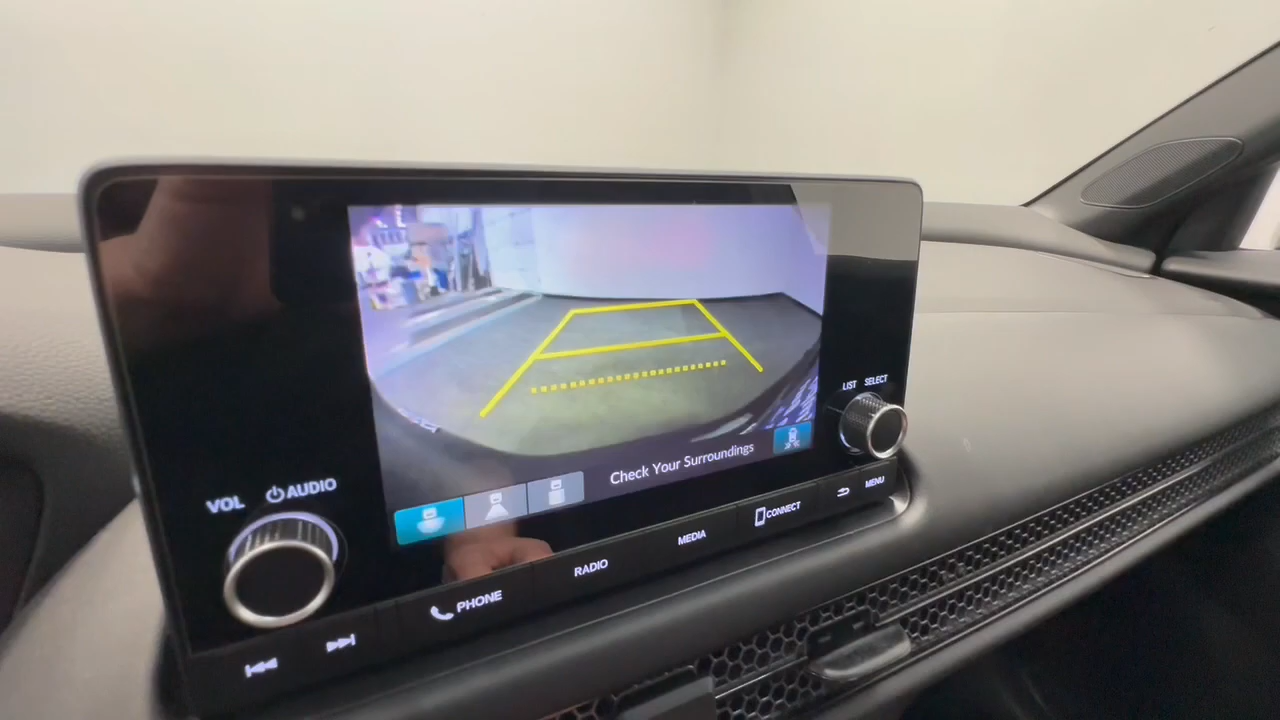 LIST SELECT
VOL AUDIO
Check Your Surroundings
PHONE
RADIO
MEDIA
CONNECT
MENU